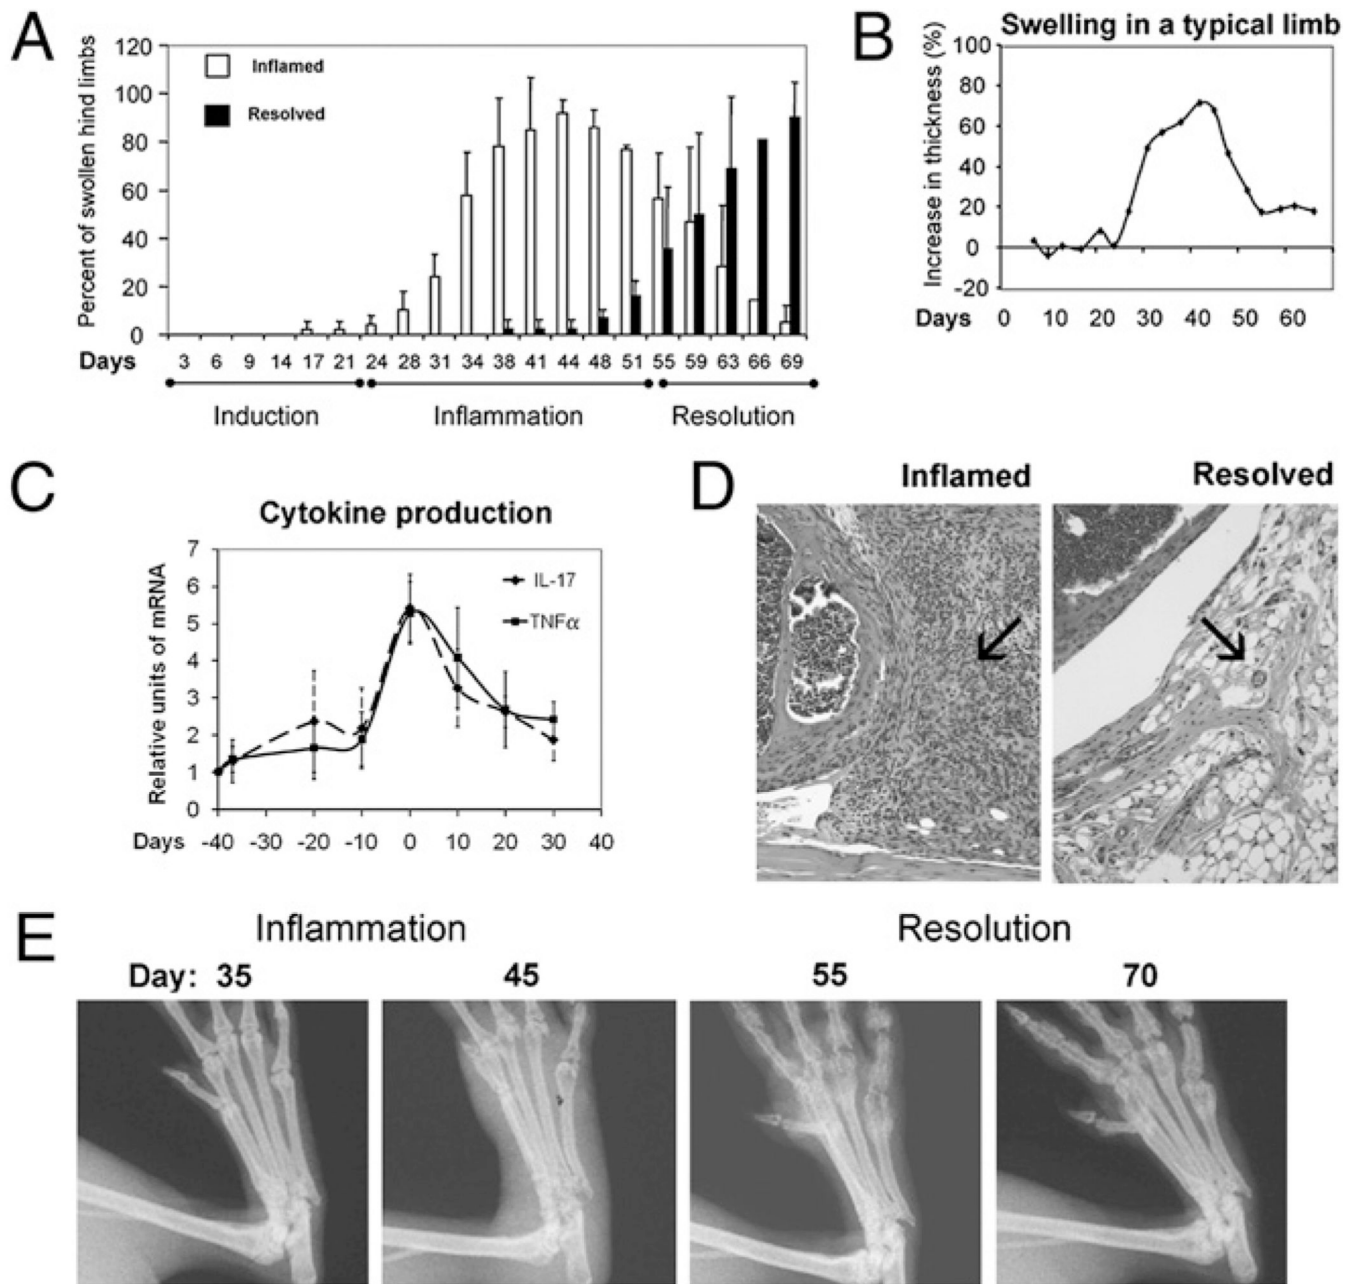 A
Percent of swollen hind limbs
120
100
80
60
40
20
0
Inflamed
Resolved
Days 3 6 9 14 17 21 24 28 31 34 38 41 44 48 51 55 59 63 66 69
Induction Inflammation Resolution
B
Swelling in a typical limb
Increase in thickness (%)
100
80
60
40
20
0
-20
Days 0 10 20 30 40 50 60
C
Cytokine production
Relative units of mRNA
7
6
5
4
3
2
1
0
IL-17
TNFα
Days -40 -30 -20 -10 0 10 20 30 40
D
Inflamed Resolved
E
Inflammation Resolution
Day: 35 45 55 70